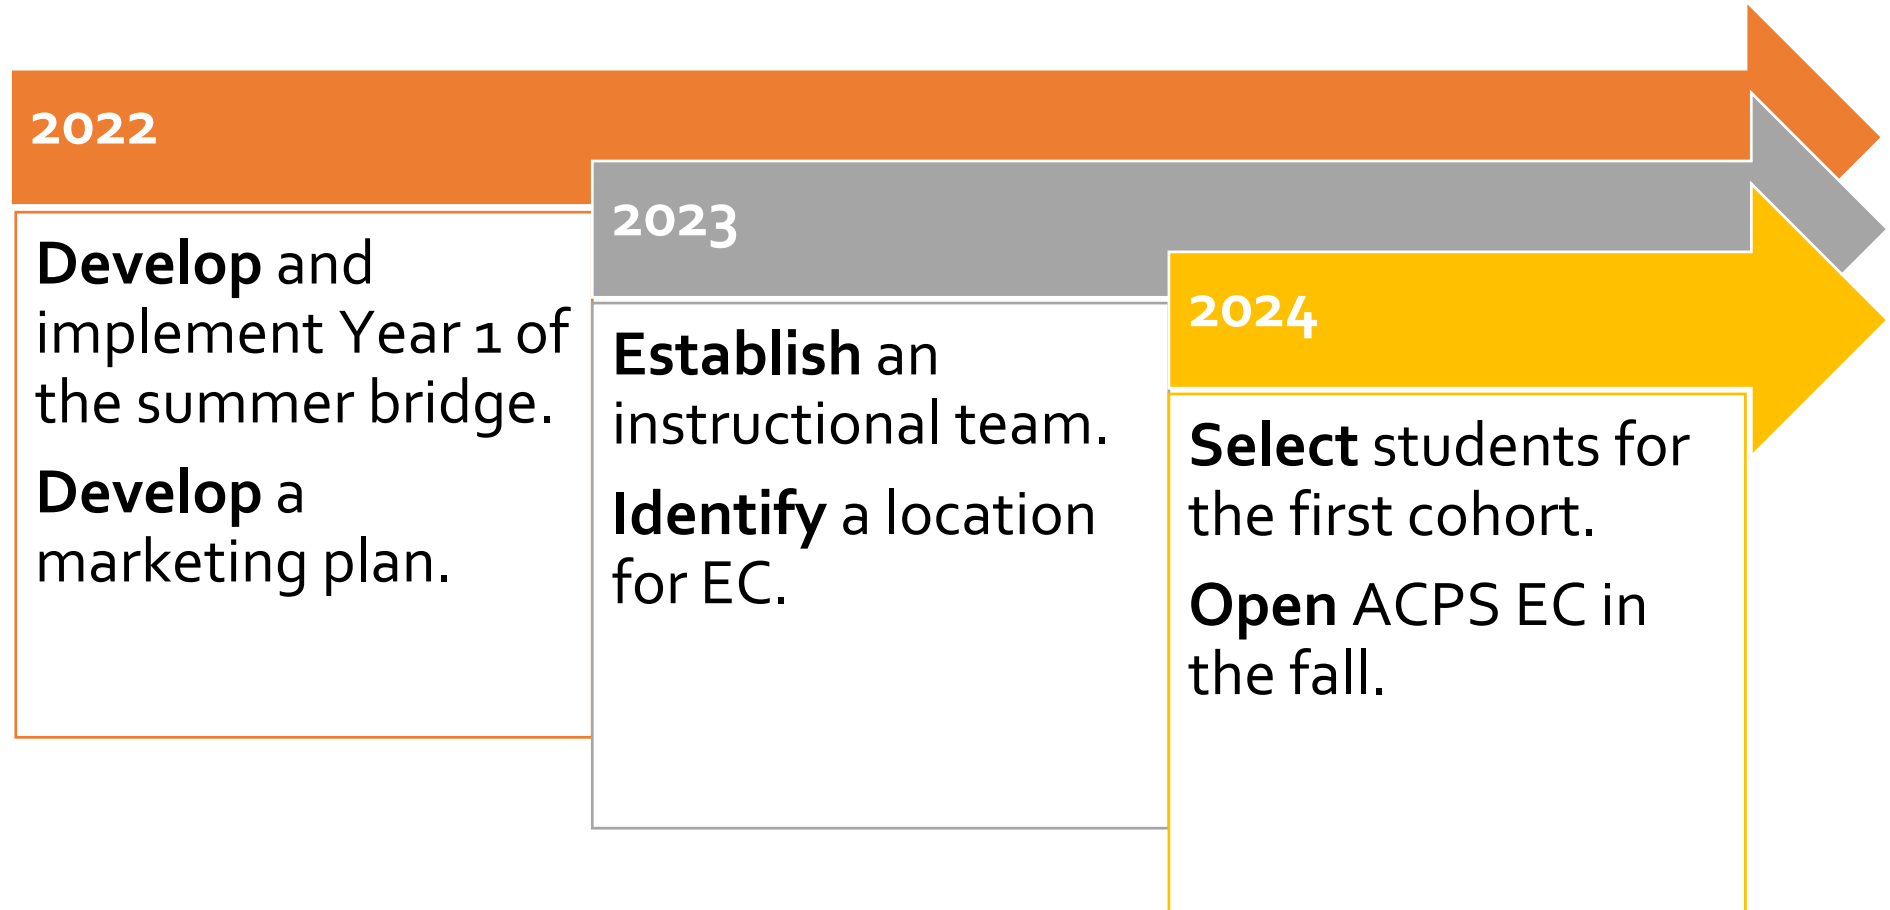 2022
Develop and
implement Year 1 of
the summer bridge.
Develop a
marketing plan.
2023
Establish an
instructional team.
Identify a location
for EC.
2024
Select students for
the first cohort.
Open ACPS EC in
the fall.